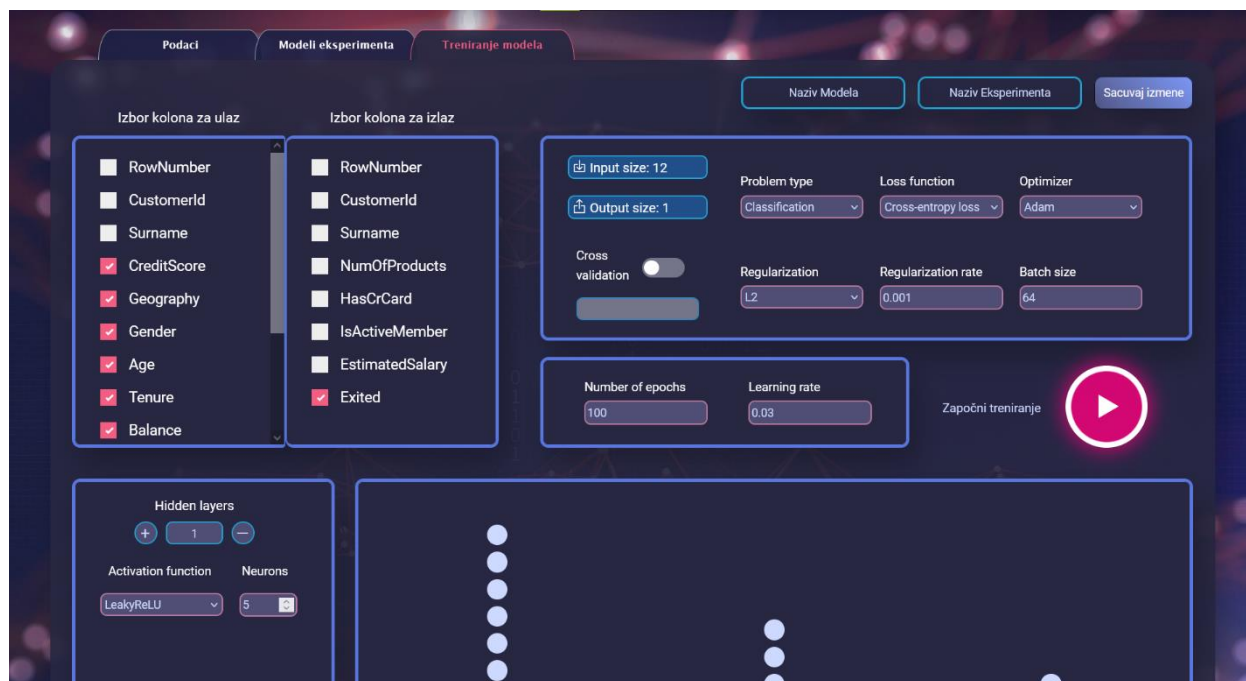 Podaci
Modeli eksperimenta
Treniranje modela
Naziv Modela
Naziv Eksperimenta
Sacuvaj izmene
Izbor kolona za ulaz
Izbor kolona za izlaz
RowNumber
CustomerId
Surname
CreditScore
Geography
Gender
Age
Tenure
Balance
RowNumber
CustomerId
Surname
NumOfProducts
HasCrCard
IsActiveMember
EstimatedSalary
Exited
Input size: 12
Output size: 1
Cross
validation
Problem type
Classification
Loss function
Cross-entropy loss
Optimizer
Adam
Regularization
L2
Regularization rate
0.001
Batch size
64
Number of epochs
100
Learning rate
0.03
Započni treniranje
Hidden layers
+ 1 —
Activation function
LeakyReLU
Neurons
5